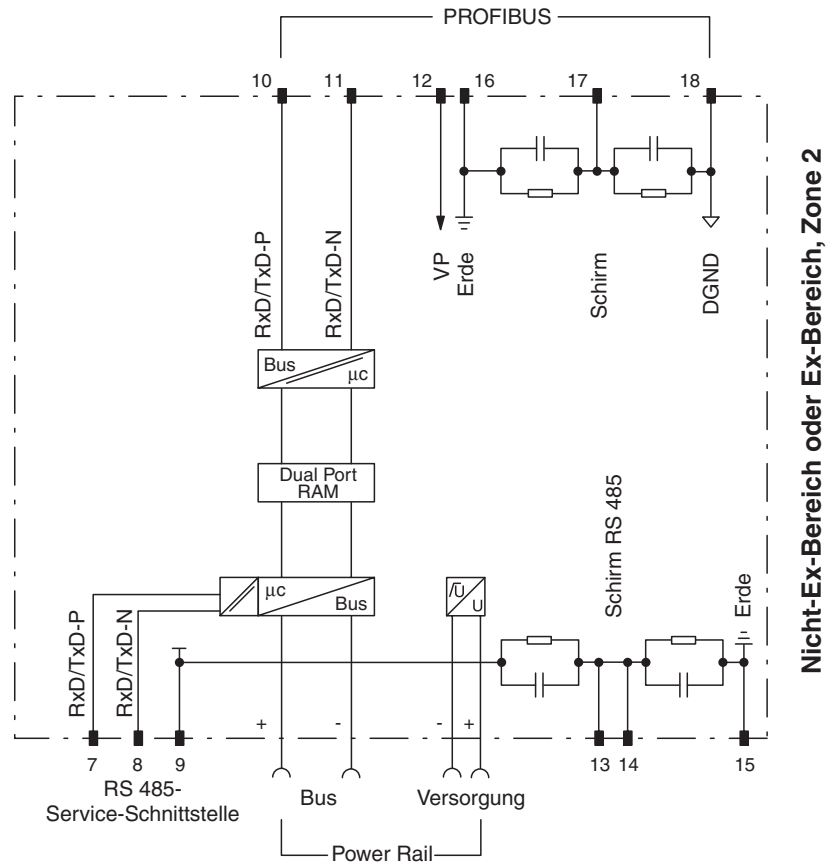 PROFIBUS
10 11 12 16 17 18
RxD/TxD-P
RxD/TxD-N
VP
Erde
Schirm
DGND
Bus
µc
Dual Port
RAM
µc
Bus
U
U
Schirm RS 485
Erde
RxD/TxD-P
RxD/TxD-N
+ - - +
7 8 9 13 14 15
RS 485-
Service-Schnittstelle
Bus
Versorgung
Power Rail
Nicht-Ex-Bereich oder Ex-Bereich, Zone 2